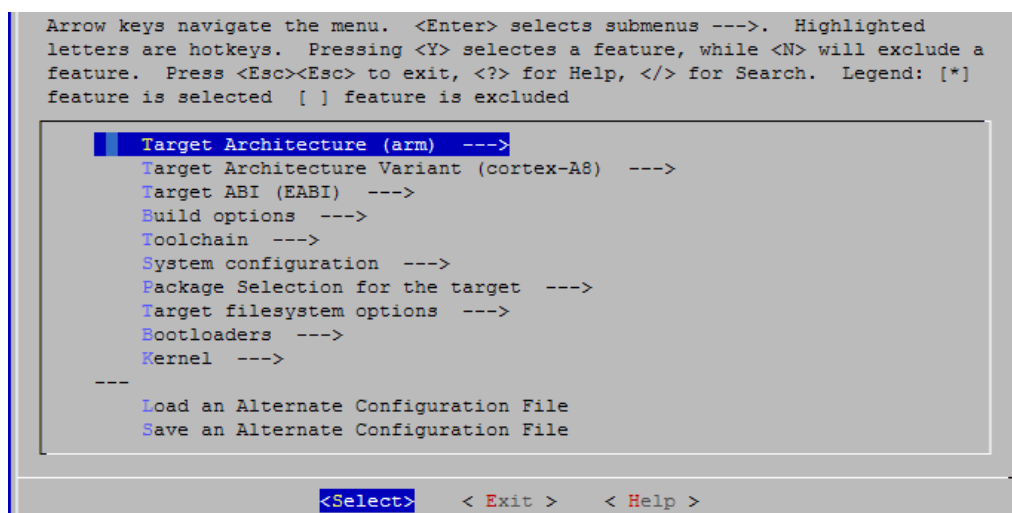 Arrow keys navigate the menu.  <Enter> selects submenus --->.  Highlighted
letters are hotkeys.  Pressing <Y> selectes a feature, while <N> will exclude a
feature.  Press <Esc><Esc> to exit, <?> for Help, </> for Search.  Legend: [*]
feature is selected  [ ] feature is excluded
Target Architecture (arm)  --->
Target Architecture Variant (cortex-A8)  --->
Target ABI (EABI)  --->
Build options  --->
Toolchain  --->
System configuration  --->
Package Selection for the target  --->
Target filesystem options  --->
Bootloaders  --->
Kernel  --->
---
Load an Alternate Configuration File
Save an Alternate Configuration File
<Select>    < Exit >    < Help >